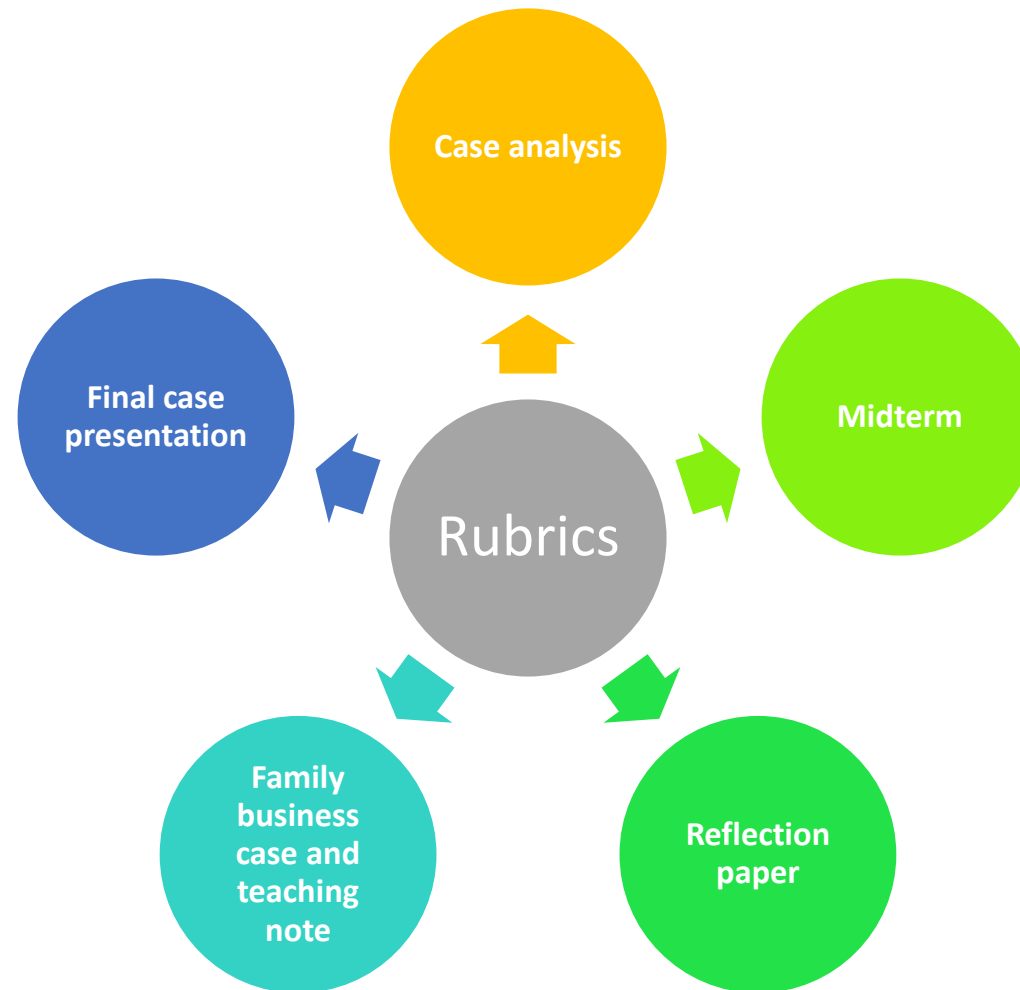 Case analysis
Final case
presentation
Midterm
Rubrics
Family
business
case and
teaching
note
Reflection
paper